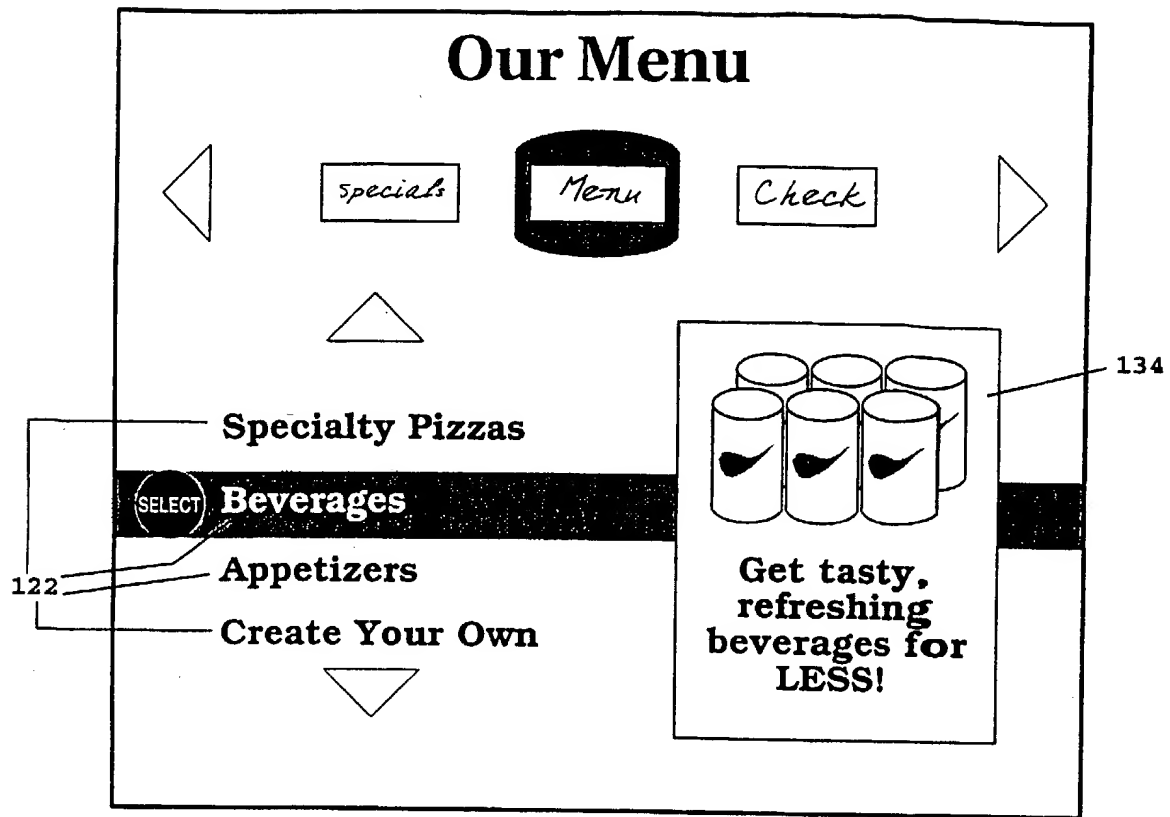 Our Menu
specials Menu Check
134
Specialty Pizzas
SELECT Beverages
122
Appetizers
Create Your Own
Get tasty,
refreshing
beverages for
LESS!